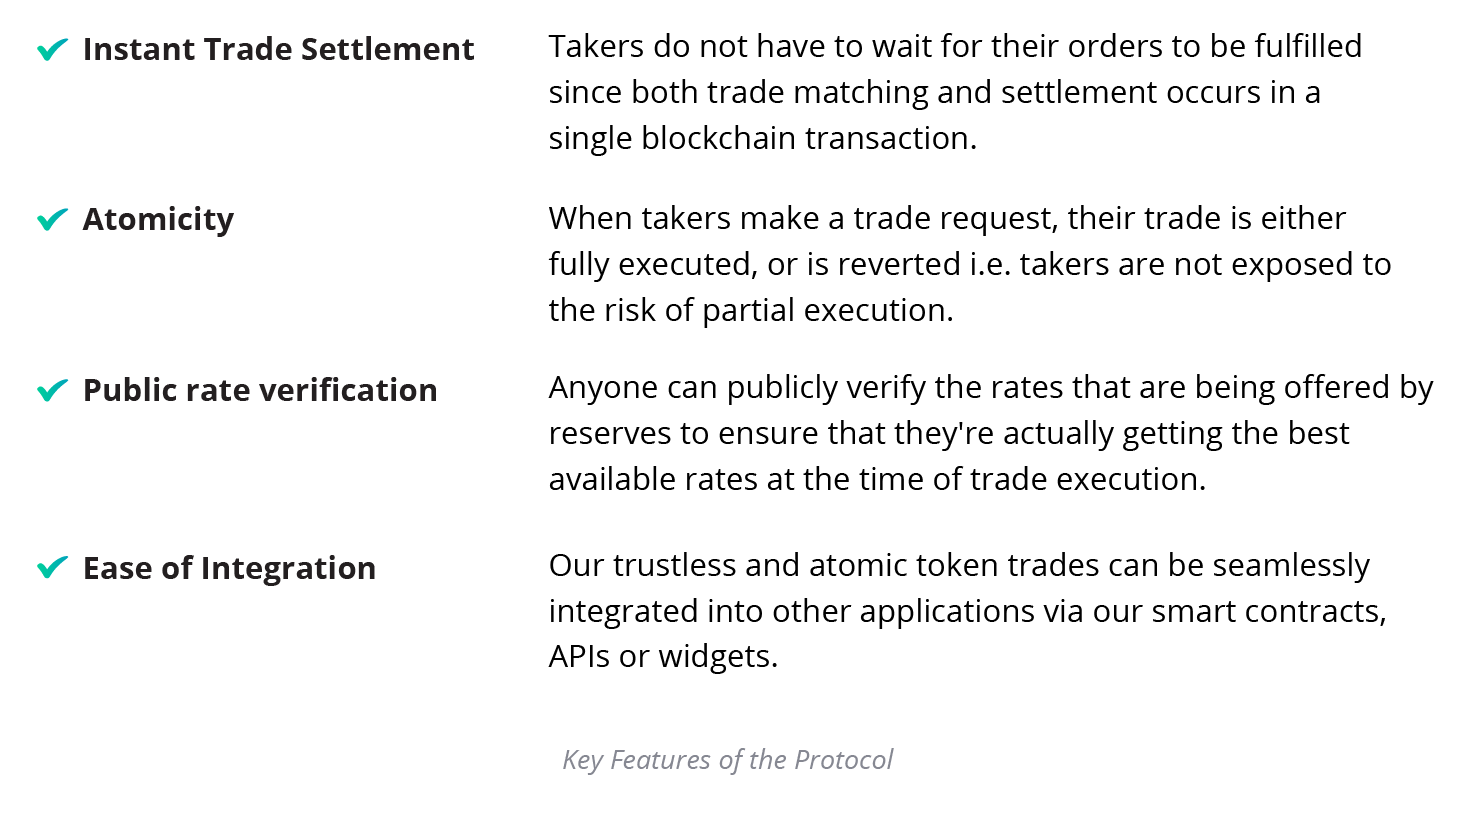 Instant Trade Settlement
Takers do not have to wait for their orders to be fulfilled
since both trade matching and settlement occurs in a
single blockchain transaction.
Atomicity
When takers make a trade request, their trade is either
fully executed, or is reverted i.e. takers are not exposed to
the risk of partial execution.
Public rate verification
Anyone can publicly verify the rates that are being offered by
reserves to ensure that they're actually getting the best
available rates at the time of trade execution.
Ease of Integration
Our trustless and atomic token trades can be seamlessly
integrated into other applications via our smart contracts,
APIs or widgets.
Key Features of the Protocol